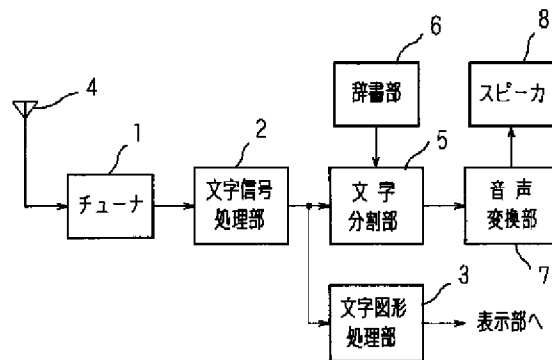 6
8
辞書部
スピーカ
4
1
2
5
チューナ
文字信号
処理部
文字
分割部
音声
変換部
3
7
文字図形
処理部
表示部へ